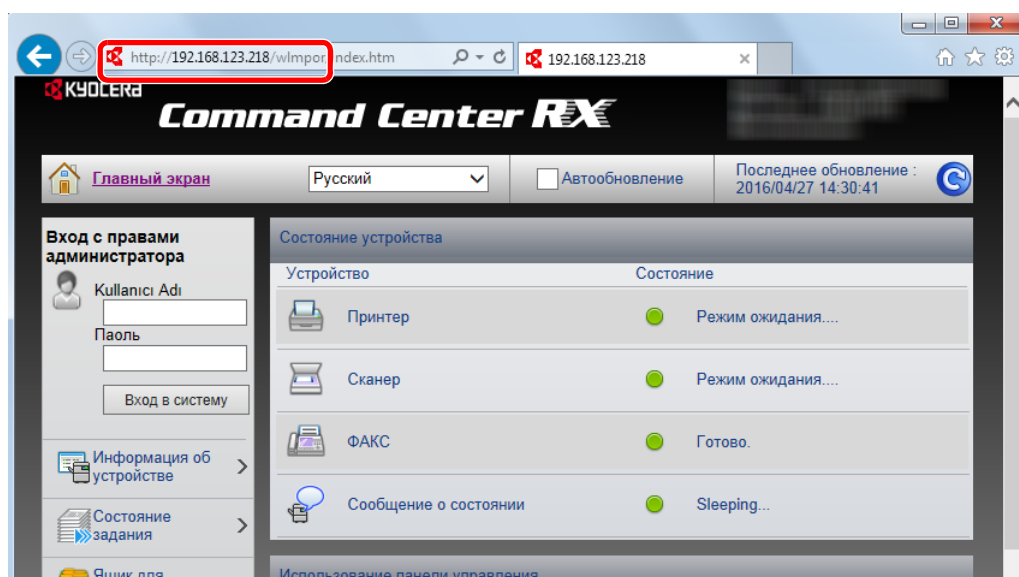 http://192.168.123.218/wlmpor ndex.htm
192.168.123.218
KYOCERA
Command Center RX
Главный экран
Русский
Автообновление
Последнее обновление :
2016/04/27 14:30:41
Вход с правами
администратора
Kullanıcı Adı
Паоль
Вход в систему
Информация об
устройстве
Состояние
задания
Ящик для
Состояние устройства
Устройство
Состояние
Принтер
Режим ожидания....
Сканер
Режим ожидания....
ФАКС
Готово.
Сообщение о состоянии
Sleeping...
Использование панели управления